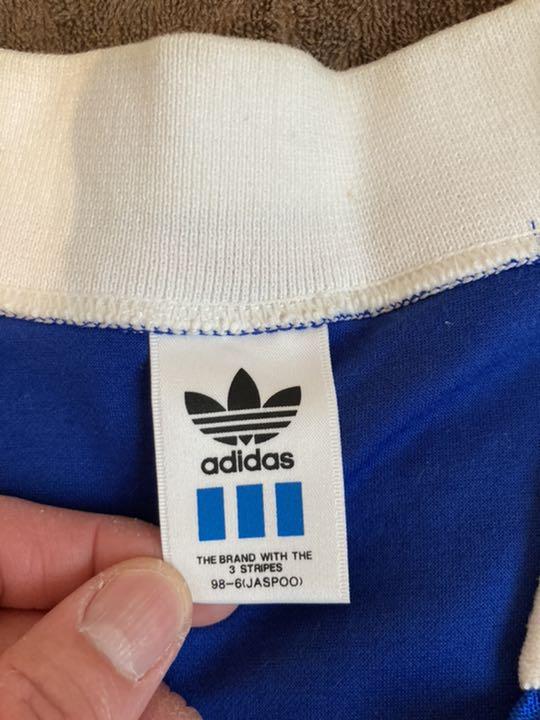 adidas
THE BRAND WITH THE
3 STRIPES
98-6(JASPOO)